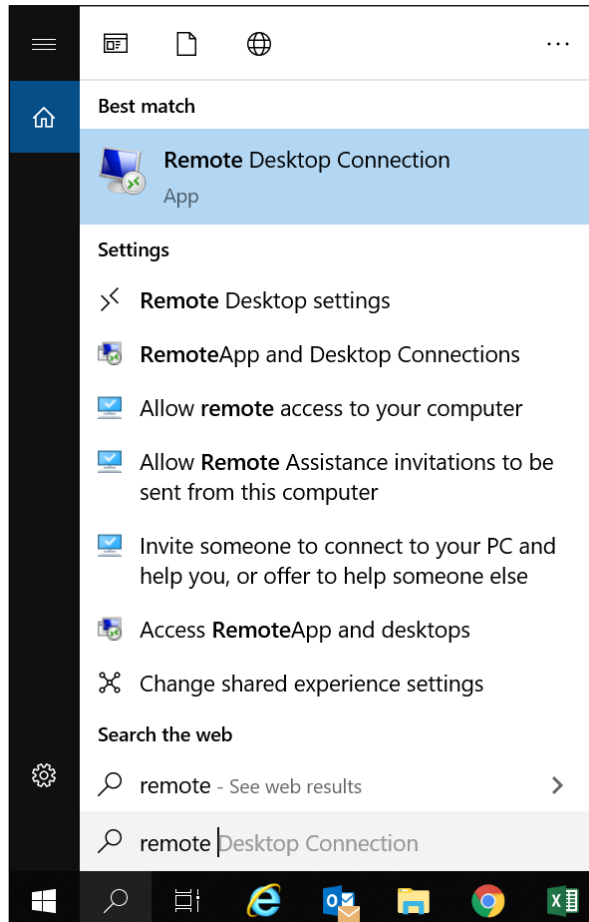 Best match
Remote Desktop Connection
App
Settings
Remote Desktop settings
RemoteApp and Desktop Connections
Allow remote access to your computer
Allow Remote Assistance invitations to be
sent from this computer
Invite someone to connect to your PC and
help you, or offer to help someone else
Access RemoteApp and desktops
Change shared experience settings
Search the web
remote - See web results
remote Desktop Connection